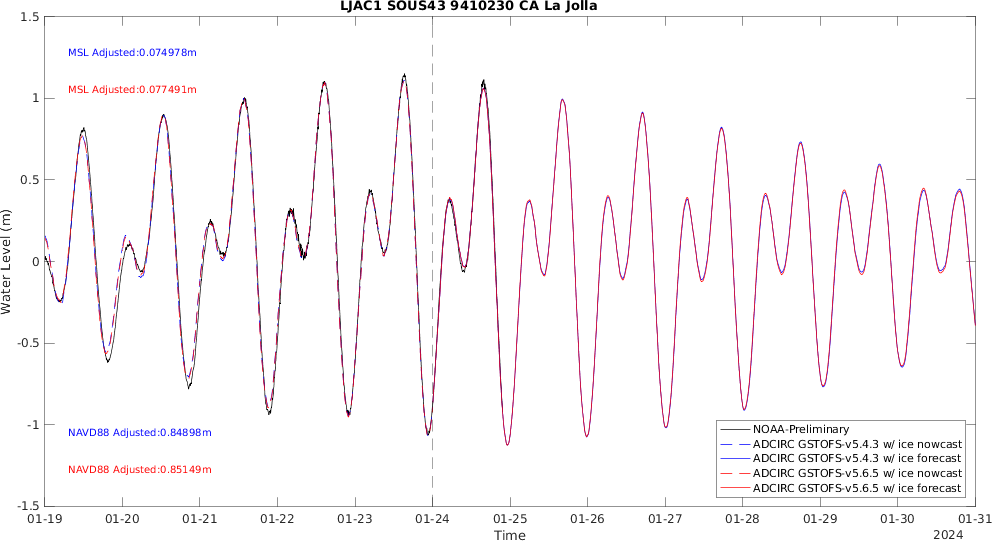 LJAC1 SOUS43 9410230 CA La Jolla
1.5
1
0.5
0
-0.5
-1
-1.5
Water Level (m)
MSL Adjusted:0.074978m
MSL Adjusted:0.077491m
NAVD88 Adjusted:0.84898m
NAVD88 Adjusted:0.85149m
NOAA-Preliminary
ADCIRC GSTOFS-v5.4.3 w/ ice nowcast
ADCIRC GSTOFS-v5.4.3 w/ ice forecast
ADCIRC GSTOFS-v5.6.5 w/ ice nowcast
ADCIRC GSTOFS-v5.6.5 w/ ice forecast
01-19 01-20 01-21 01-22 01-23 01-24 01-25 01-26 01-27 01-28 01-29 01-30 01-31
Time
2024